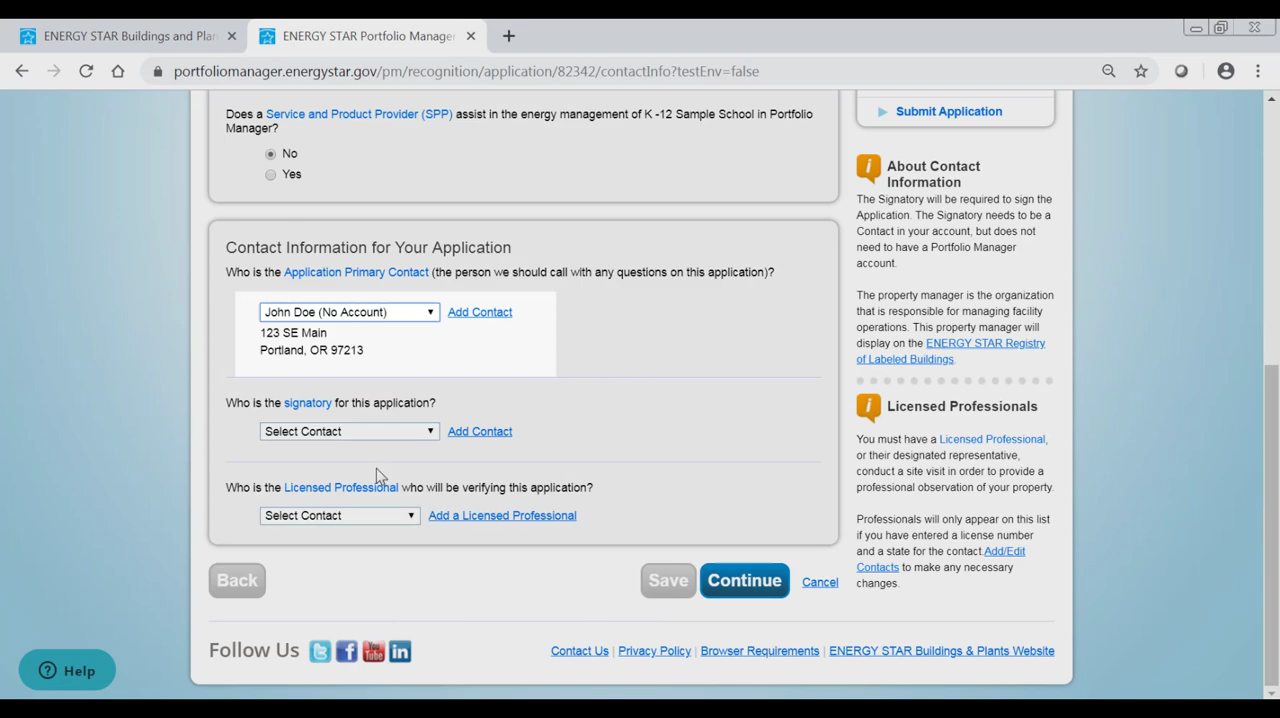 ENERGY STAR Buildings and Plan
ENERGY STAR Portfolio Manager
portfoliomanager.energystar.gov/pm/recognition/application/82342/contactInfo?testEnv=false
Does a Service and Product Provider (SPP) assist in the energy management of K -12 Sample School in Portfolio
Manager?
No
Yes
Contact Information for Your Application
Who is the Application Primary Contact (the person we should call with any questions on this application)?
John Doe (No Account)
Add Contact
123 SE Main
Portland, OR 97213
Who is the signatory for this application?
Select Contact
Add Contact
Who is the Licensed Professional who will be verifying this application?
Select Contact
Add a Licensed Professional
Back
Save
Continue
Cancel
Submit Application
About Contact
Information
The Signatory will be required to sign the
Application. The Signatory needs to be a
Contact in your account, but does not
need to have a Portfolio Manager
account.
The property manager is the organization
that is responsible for managing facility
operations. This property manager will
display on the ENERGY STAR Registry
of Labeled Buildings.
Licensed Professionals
You must have a Licensed Professional,
or their designated representative,
conduct a site visit in order to provide a
professional observation of your property.
Professionals will only appear on this list
if you have entered a license number
and a state for the contact.Add/Edit
Contacts to make any necessary
changes.
Follow Us
You Tube
in
Contact Us | Privacy Policy | Browser Requirements | ENERGY STAR Buildings & Plants Website
Help